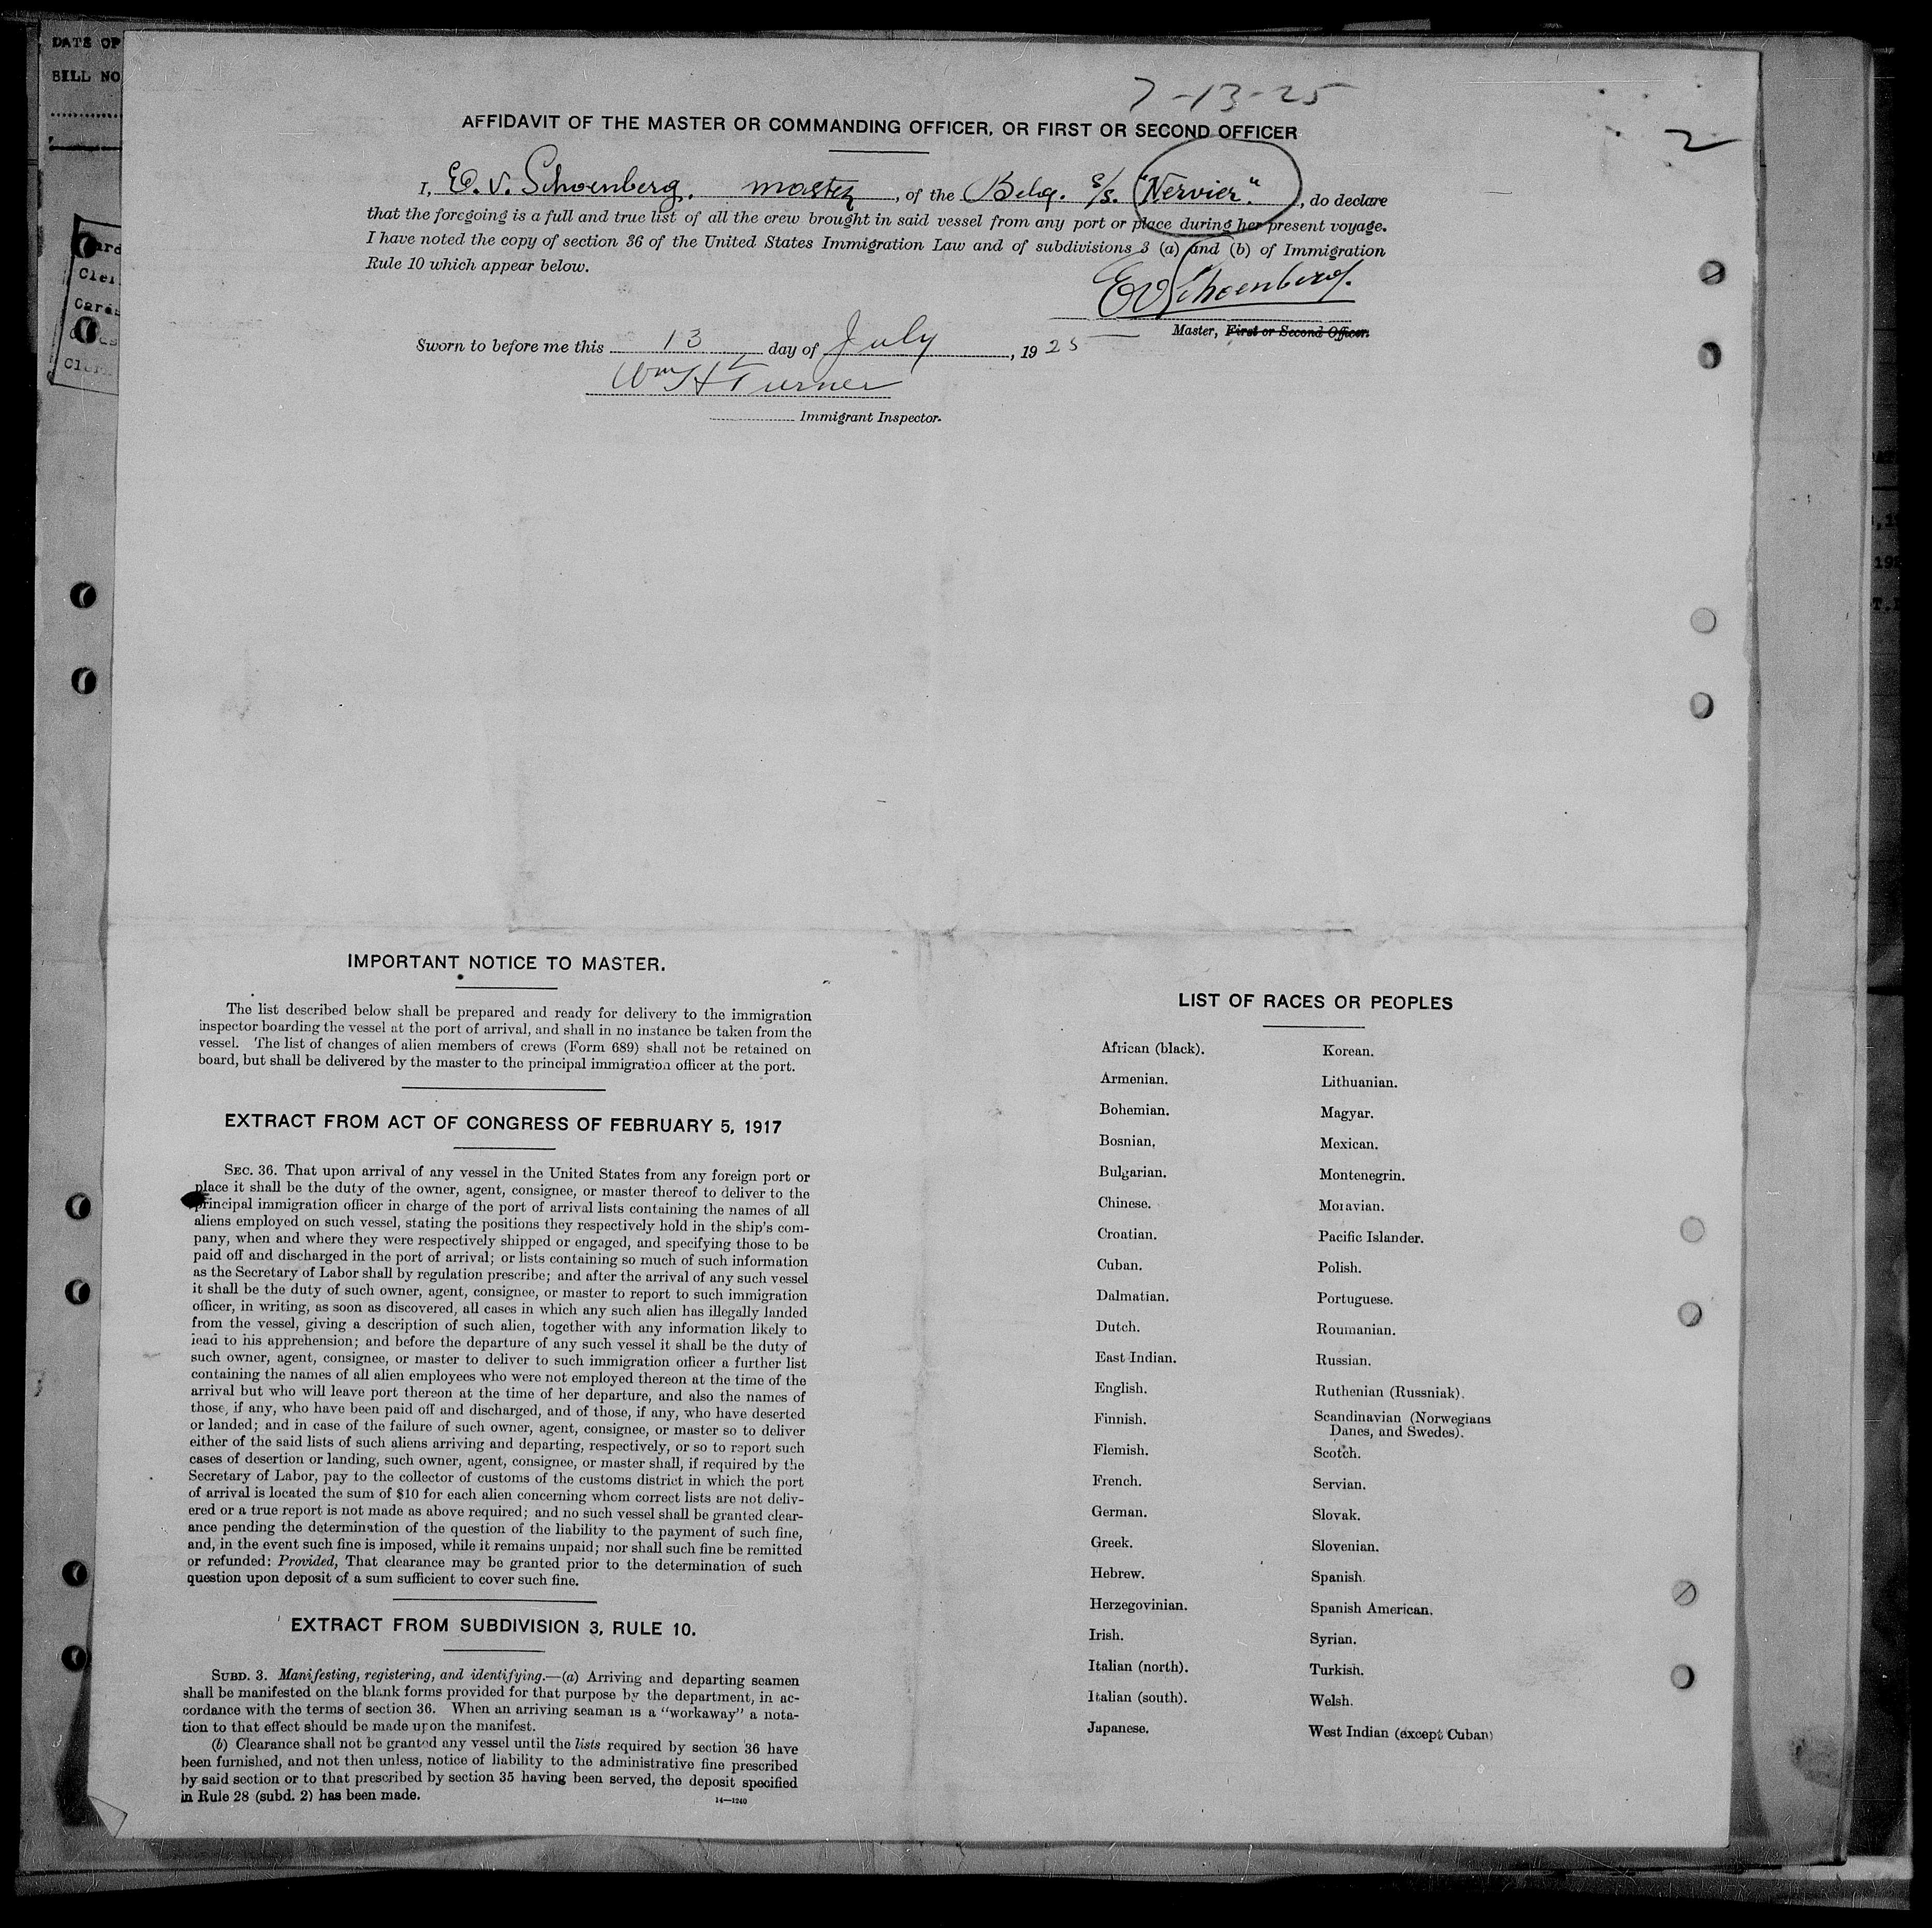 DATE OF
BILL NO
7-13-25
2
AFFIDAVIT OF THE MASTER OR COMMANDING OFFICER, OR FIRST OR SECOND OFFICER
I, E. v. Schoenberg. master, of the Belg. s/s. "Nervier", do declare
that the foregoing is a full and true list of all the crew brought in said vessel from any port or place during her present voyage.
I have noted the copy of section 36 of the United States Immigration Law and of subdivisions 3 (a) and (b) of Immigration
Rule 10 which appear below.
EvSchoenberg.
Master, First or Second Officer.
Sworn to before me this 13 day of July, 1925
Wm H Turner
Immigrant Inspector.
IMPORTANT NOTICE TO MASTER.
The list described below shall be prepared and ready for delivery to the immigration
inspector boarding the vessel at the port of arrival, and shall in no instance be taken from the
vessel. The list of changes of alien members of crews (Form 689) shall not be retained on
board, but shall be delivered by the master to the principal immigration officer at the port.
EXTRACT FROM ACT OF CONGRESS OF FEBRUARY 5, 1917
SEC. 36. That upon arrival of any vessel in the United States from any foreign port or
place it shall be the duty of the owner, agent, consignee, or master thereof to deliver to the
principal immigration officer in charge of the port of arrival lists containing the names of all
aliens employed on such vessel, stating the positions they respectively hold in the ship's com-
pany, when and where they were respectively shipped or engaged, and specifying those to be
paid off and discharged in the port of arrival; or lists containing so much of such information
as the Secretary of Labor shall by regulation prescribe; and after the arrival of any such vessel
it shall be the duty of such owner, agent, consignee, or master to report to such immigration
officer, in writing, as soon as discovered, all cases in which any such alien has illegally landed
from the vessel, giving a description of such alien, together with any information likely to
lead to his apprehension; and before the departure of any such vessel it shall be the duty of
such owner, agent, consignee, or master to deliver to such immigration officer a further list
containing the names of all alien employees who were not employed thereon at the time of the
arrival but who will leave port thereon at the time of her departure, and also the names of
those, if any, who have been paid off and discharged, and of those, if any, who have deserted
or landed; and in case of the failure of such owner, agent, consignee, or master so to deliver
either of the said lists of such aliens arriving and departing, respectively, or so to report such
cases of desertion or landing, such owner, agent, consignee, or master shall, if required by the
Secretary of Labor, pay to the collector of customs of the customs district in which the port
of arrival is located the sum of $10 for each alien concerning whom correct lists are not deliv-
ered or a true report is not made as above required; and no such vessel shall be granted clear-
ance pending the determination of the question of the liability to the payment of such fine,
and, in the event such fine is imposed, while it remains unpaid; nor shall such fine be remitted
or refunded: Provided, That clearance may be granted prior to the determination of such
question upon deposit of a sum sufficient to cover such fine.
EXTRACT FROM SUBDIVISION 3, RULE 10.
SUBD. 3. Manifesting, registering, and identifying.—(a) Arriving and departing seamen
shall be manifested on the blank forms provided for that purpose by the department, in ac-
cordance with the terms of section 36. When an arriving seaman is a "workaway" a nota-
tion to that effect should be made upon the manifest.
(b) Clearance shall not be granted any vessel until the lists required by section 36 have
been furnished, and not then unless, notice of liability to the administrative fine prescribed
by said section or to that prescribed by section 35 having been served, the deposit specified
in Rule 28 (subd. 2) has been made.
14—1240
LIST OF RACES OR PEOPLES
African (black).
Armenian.
Bohemian.
Bosnian.
Bulgarian.
Chinese.
Croatian.
Cuban.
Dalmatian.
Dutch.
East Indian.
English.
Finnish.
Flemish.
French.
German.
Greek.
Hebrew.
Herzegovinian.
Irish.
Italian (north).
Italian (south).
Japanese.
Korean.
Lithuanian.
Magyar.
Mexican.
Montenegrin.
Moravian.
Pacific Islander.
Polish.
Portuguese.
Roumanian.
Russian.
Ruthenian (Russniak).
Scandinavian (Norwegians
Danes, and Swedes).
Scotch.
Servian.
Slovak.
Slovenian.
Spanish.
Spanish American.
Syrian.
Turkish.
Welsh.
West Indian (except Cuban)